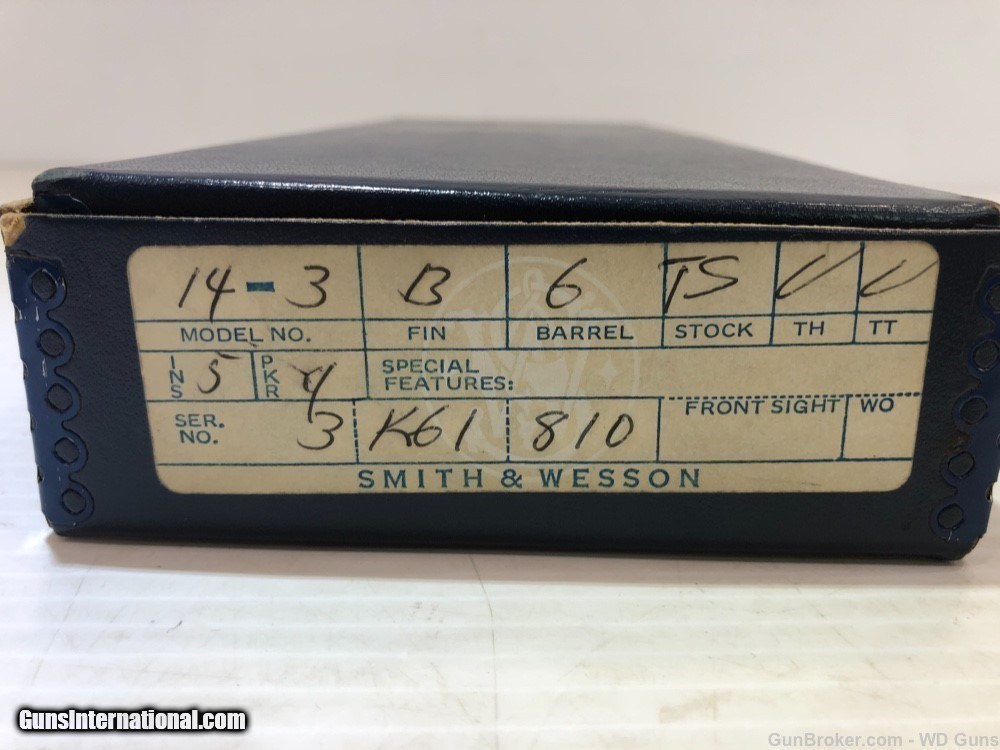 14-3 B 6 TS ✓ ✓
MODEL NO. FIN BARREL STOCK TH TT
INS 5 PKR 4 SPECIAL FEATURES:
SER. NO. 3 K61 810 FRONT SIGHT WO
SMITH & WESSON
GunsInternational.com
GunBroker.com - WD Guns